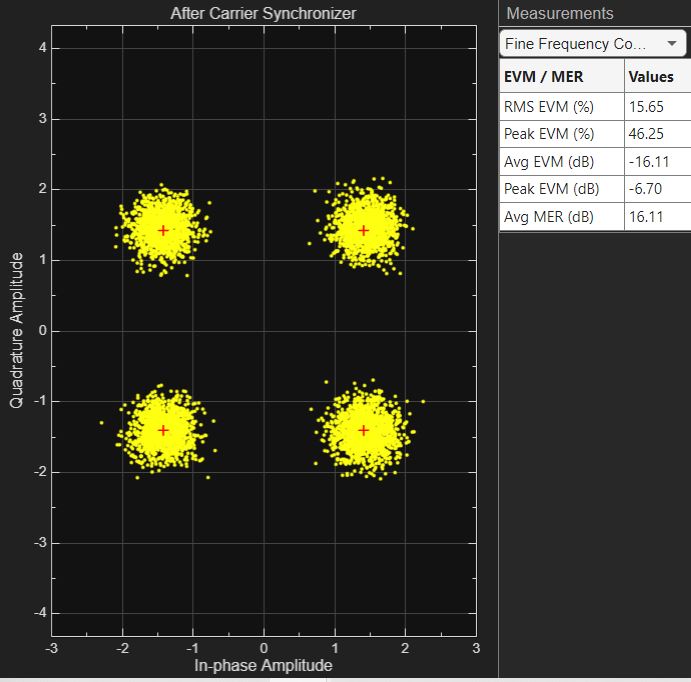 After Carrier Synchronizer
4
3
2
1
0
-1
-2
-3
-4
Quadrature Amplitude
-3 -2 -1 0 1 2 3
In-phase Amplitude
Measurements
Fine Frequency Co...
EVM / MER Values
RMS EVM (%) 15.65
Peak EVM (%) 46.25
Avg EVM (dB) -16.11
Peak EVM (dB) -6.70
Avg MER (dB) 16.11